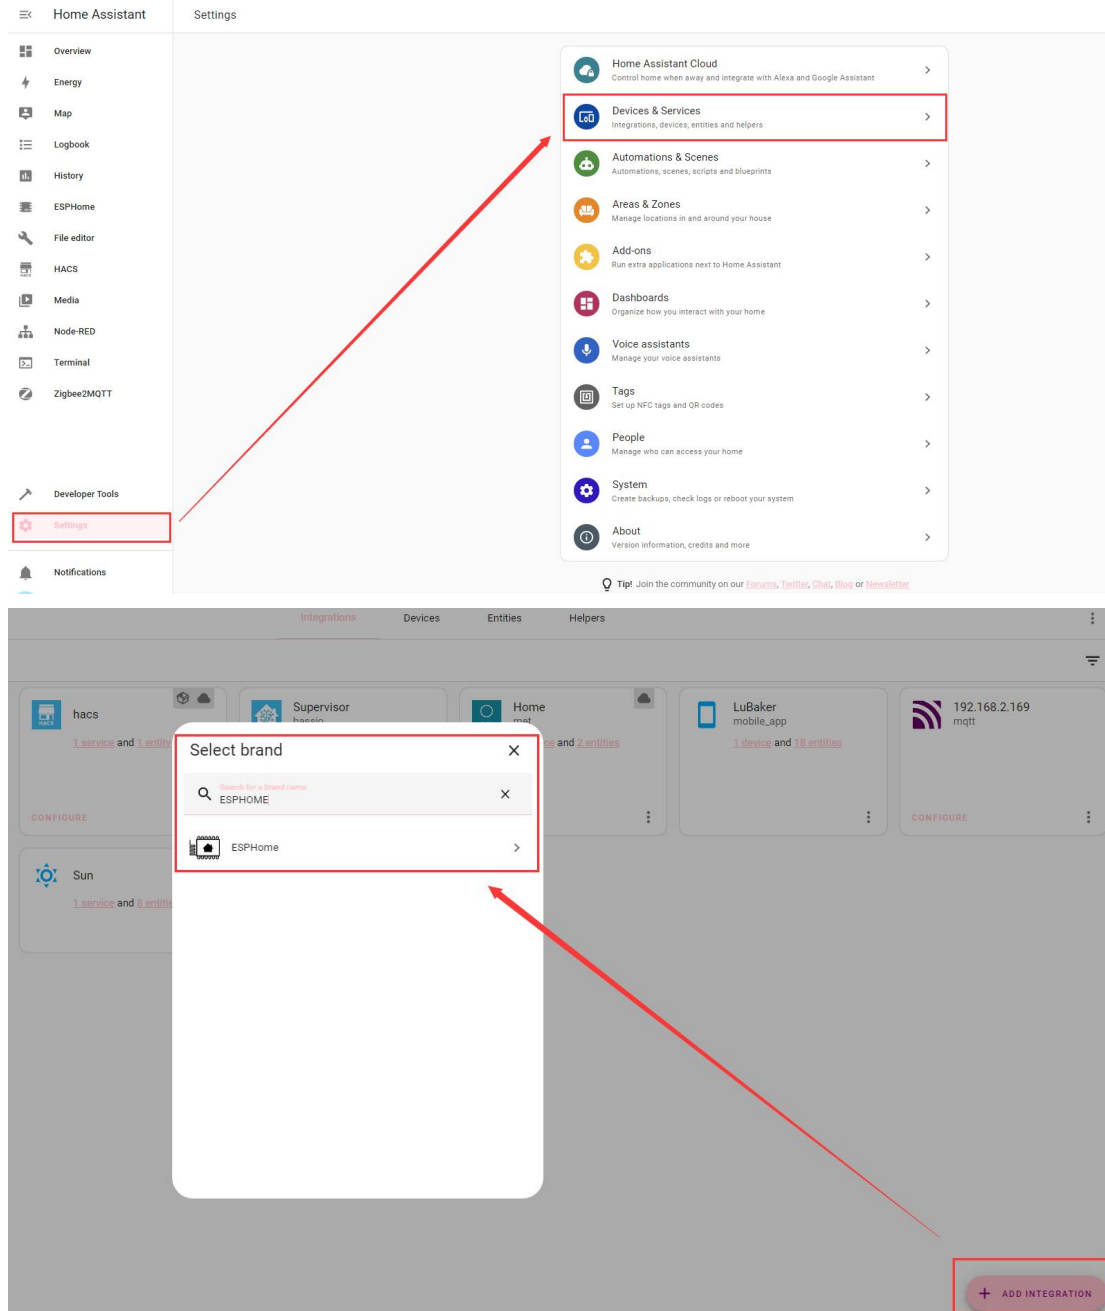 Home Assistant
Settings
Overview
Energy
Map
Logbook
History
ESPHome
File editor
HACS
HACS
Media
Node-RED
Terminal
Zigbee2MQTT
Developer Tools
Settings
Notifications
Home Assistant Cloud
Control home when away and integrate with Alexa and Google Assistant
Devices & Services
Integrations, devices, entities and helpers
Automations & Scenes
Automations, scenes, scripts and blueprints
Areas & Zones
Manage locations in and around your house
Add-ons
Run extra applications next to Home Assistant
Dashboards
Organize how you interact with your home
Voice assistants
Manage your voice assistants
Tags
Set up NFC tags and QR codes
People
Manage who can access your home
System
Create backups, check logs or reboot your system
About
Version information, credits and more
Tip! Join the community on our Forums, Twitter, Chat, Blog or Newsletter
Integrations
Devices
Entities
Helpers
HACS
hacs
1 service and 1 entity
CONFIGURE
Supervisor
hassio
Home
met
and 2 entities
LuBaker
mobile_app
1 device and 18 entities
192.168.2.169
mqtt
CONFIGURE
Sun
1 service and 8 entitie
Select brand
Search for a brand name
ESPHOME
ESPHome
ADD INTEGRATION